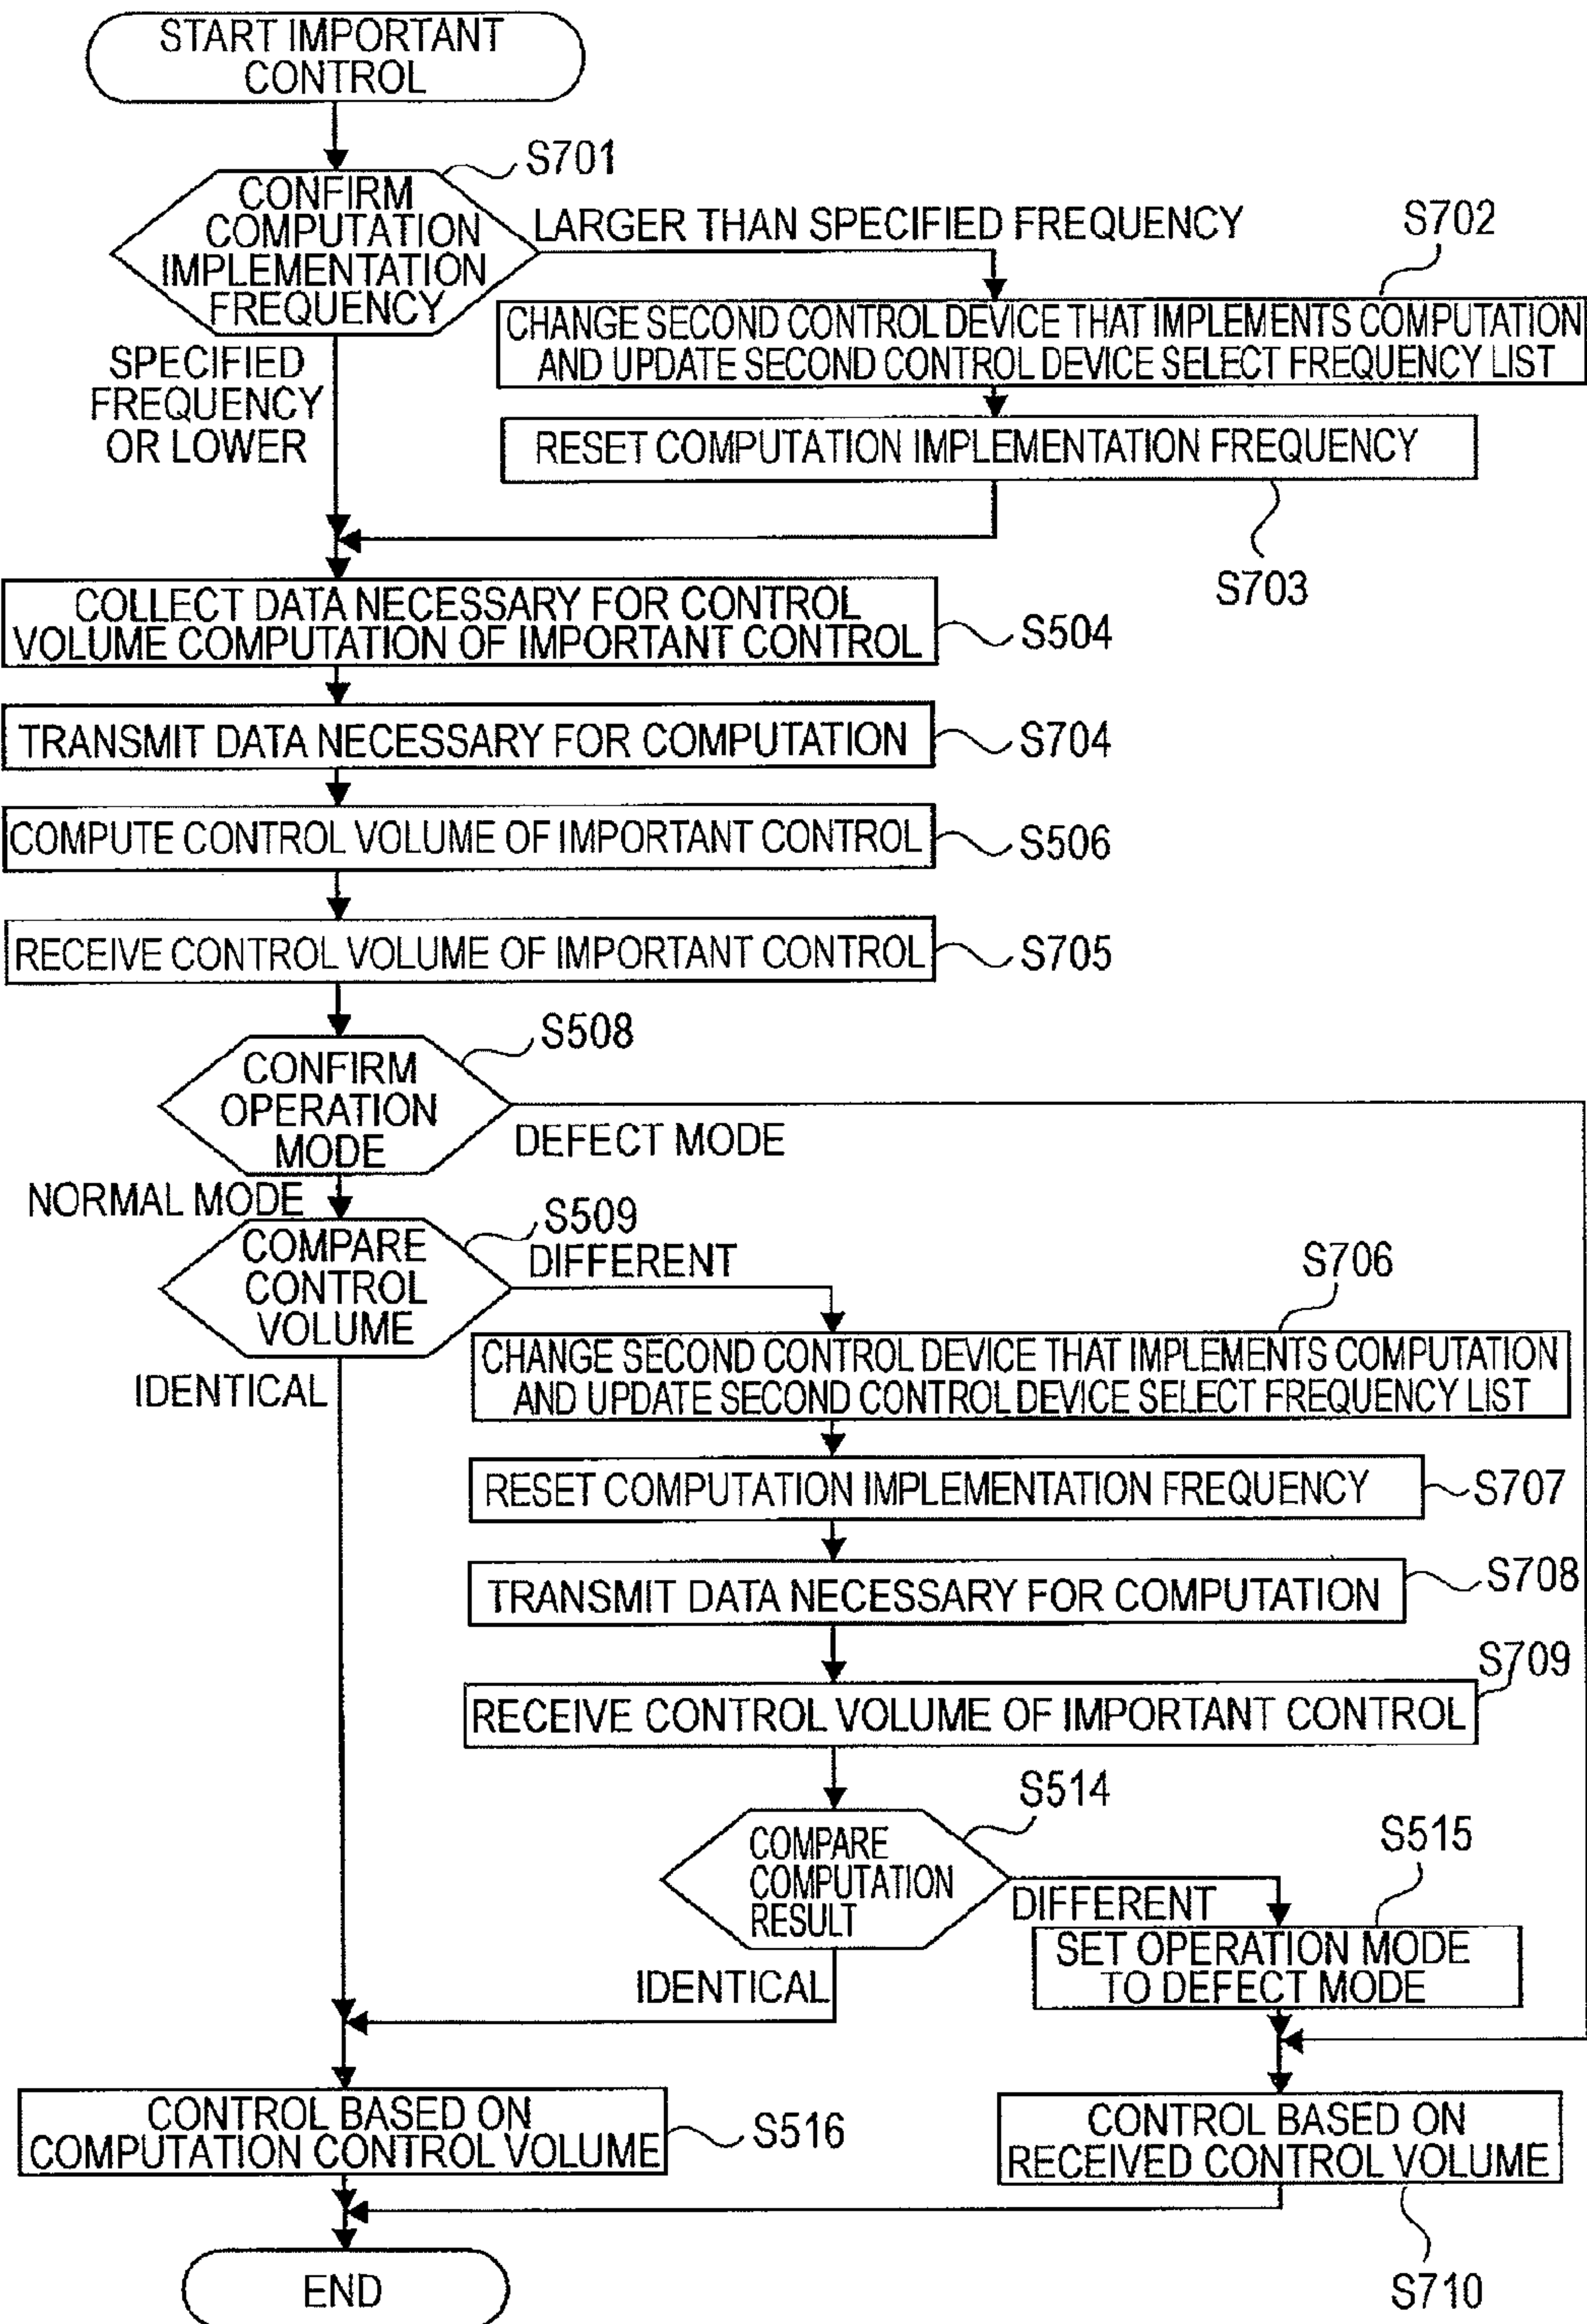 START IMPORTANT
CONTROL
S701
CONFIRM
COMPUTATION
IMPLEMENTATION
FREQUENCY
LARGER THAN SPECIFIED FREQUENCY
S702
CHANGE SECOND CONTROL DEVICE THAT IMPLEMENTS COMPUTATION
AND UPDATE SECOND CONTROL DEVICE SELECT FREQUENCY LIST
SPECIFIED
FREQUENCY
OR LOWER
RESET COMPUTATION IMPLEMENTATION FREQUENCY
S703
COLLECT DATA NECESSARY FOR CONTROL
VOLUME COMPUTATION OF IMPORTANT CONTROL
S504
TRANSMIT DATA NECESSARY FOR COMPUTATION
S704
COMPUTE CONTROL VOLUME OF IMPORTANT CONTROL
S506
RECEIVE CONTROL VOLUME OF IMPORTANT CONTROL
S705
S508
CONFIRM
OPERATION
MODE
DEFECT MODE
NORMAL MODE
S509
COMPARE
CONTROL
VOLUME
DIFFERENT
S706
CHANGE SECOND CONTROL DEVICE THAT IMPLEMENTS COMPUTATION
AND UPDATE SECOND CONTROL DEVICE SELECT FREQUENCY LIST
IDENTICAL
RESET COMPUTATION IMPLEMENTATION FREQUENCY
S707
TRANSMIT DATA NECESSARY FOR COMPUTATION
S708
S709
RECEIVE CONTROL VOLUME OF IMPORTANT CONTROL
S514
COMPARE
COMPUTATION
RESULT
S515
DIFFERENT
SET OPERATION MODE
TO DEFECT MODE
IDENTICAL
CONTROL BASED ON
COMPUTATION CONTROL VOLUME
S516
CONTROL BASED ON
RECEIVED CONTROL VOLUME
S710
END